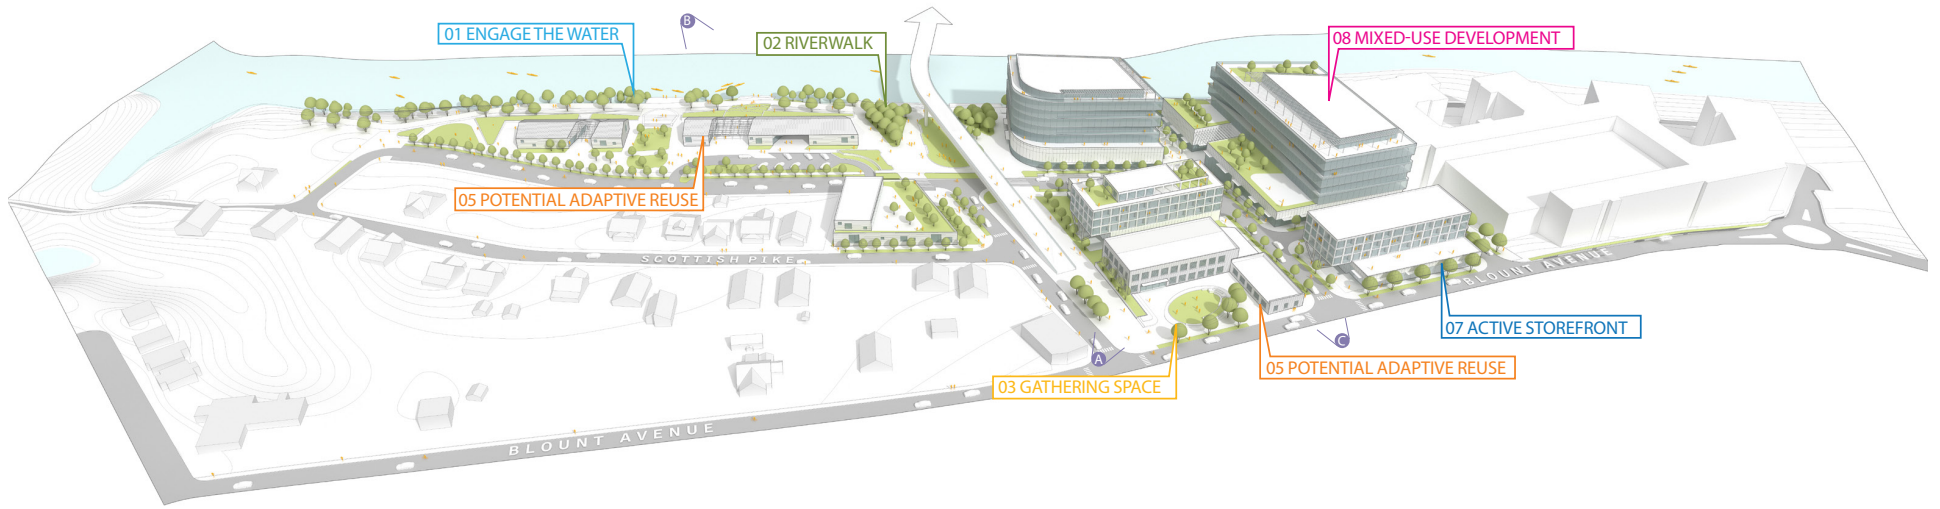 B
01 ENGAGE THE WATER
02 RIVERWALK
08 MIXED-USE DEVELOPMENT
05 POTENTIAL ADAPTIVE REUSE
SCOTTISH PIKE
BLOUNT AVENUE
07 ACTIVE STOREFRONT
A
C
05 POTENTIAL ADAPTIVE REUSE
03 GATHERING SPACE
BLOUNT AVENUE